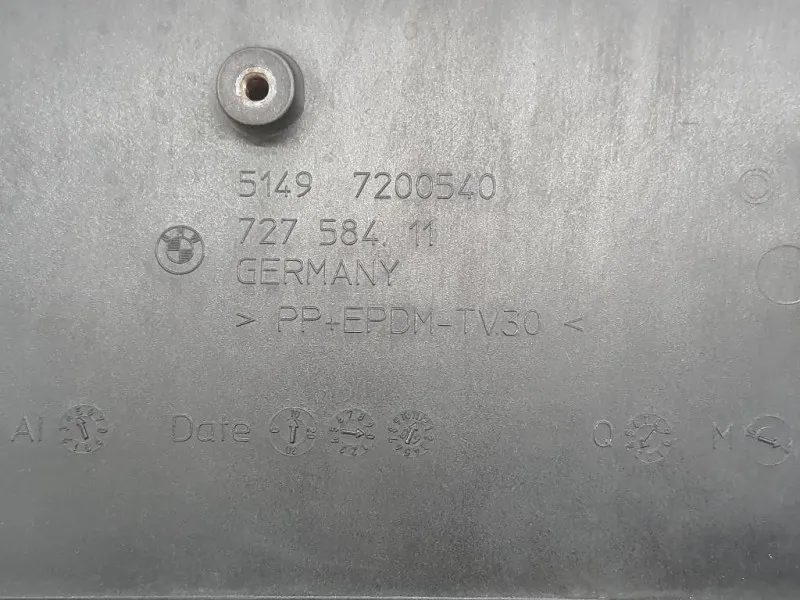 5149 7200540
727 584. 11
GERMANY
> PP+EPDM-TV30 <
AI Date Q M